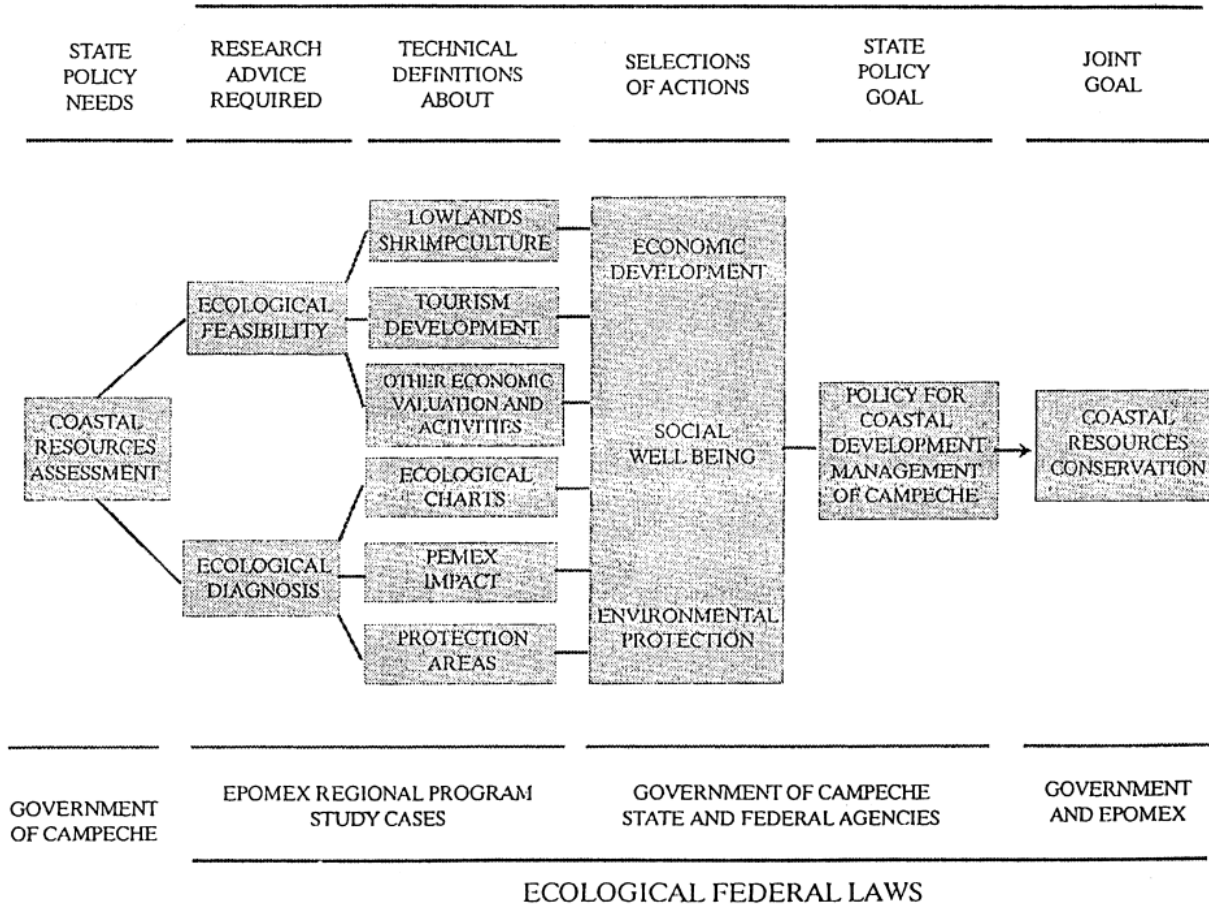 STATE
POLICY
NEEDS
RESEARCH
ADVICE
REQUIRED
TECHNICAL
DEFINITIONS
ABOUT
SELECTIONS
OF ACTIONS
STATE
POLICY
GOAL
JOINT
GOAL
COASTAL
RESOURCES
ASSESSMENT
ECOLOGICAL
FEASIBILITY
ECOLOGICAL
DIAGNOSIS
LOWLANDS
SHRIMPCULTURE
TOURISM
DEVELOPMENT
OTHER ECONOMIC
VALUATION AND
ACTIVITIES
ECOLOGICAL
CHARTS
PEMEX
IMPACT
PROTECTION
AREAS
ECONOMIC
DEVELOPMENT
SOCIAL
WELL BEING
ENVIRONMENTAL
PROTECTION
POLICY FOR
COASTAL
DEVELOPMENT
MANAGEMENT
OF CAMPECHE
COASTAL
RESOURCES
CONSERVATION
GOVERNMENT
OF CAMPECHE
EPOMEX REGIONAL PROGRAM
STUDY CASES
GOVERNMENT OF CAMPECHE
STATE AND FEDERAL AGENCIES
GOVERNMENT
AND EPOMEX
ECOLOGICAL FEDERAL LAWS